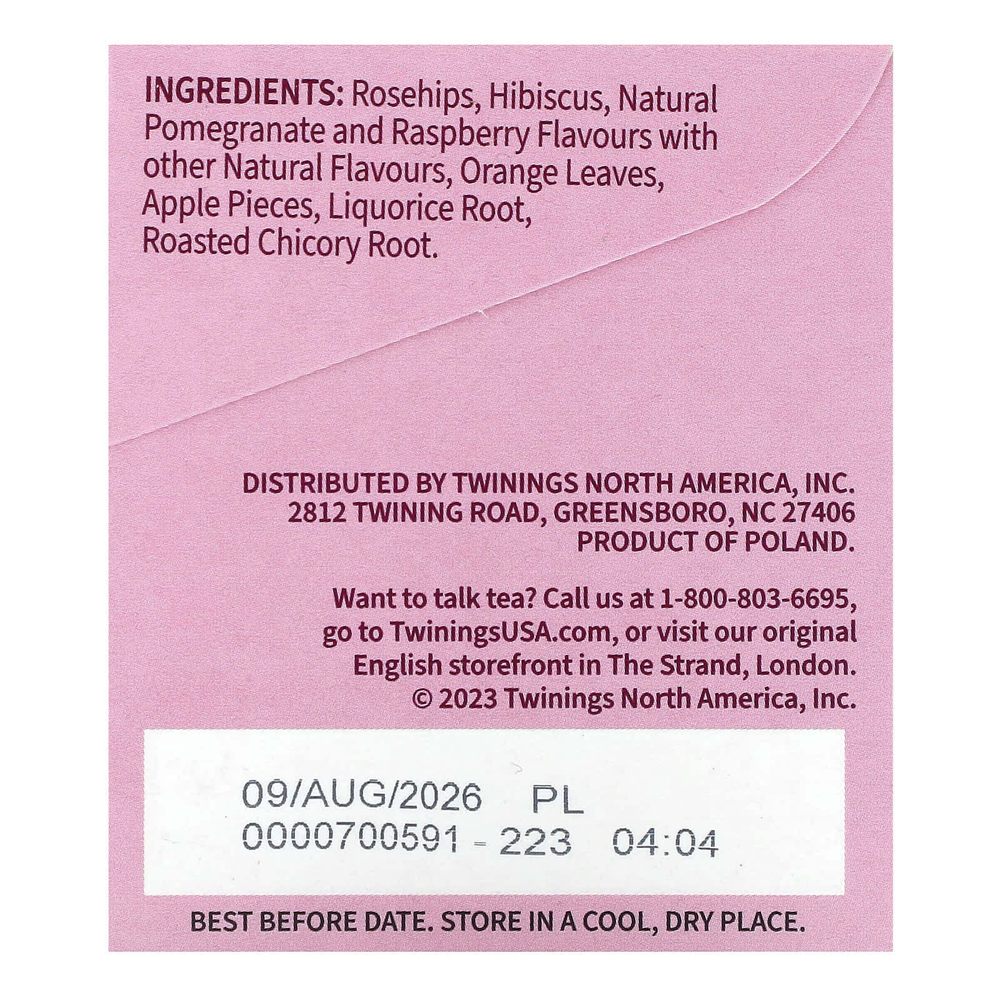 INGREDIENTS: Rosehips, Hibiscus, Natural
Pomegranate and Raspberry Flavours with
other Natural Flavours, Orange Leaves,
Apple Pieces, Liquorice Root,
Roasted Chicory Root.
DISTRIBUTED BY TWININGS NORTH AMERICA, INC.
2812 TWINING ROAD, GREENSBORO, NC 27406
PRODUCT OF POLAND.
Want to talk tea? Call us at 1-800-803-6695,
go to TwiningsUSA.com, or visit our original
English storefront in The Strand, London.
© 2023 Twinings North America, Inc.
09/AUG/2026 PL
0000700591 - 223 04:04
BEST BEFORE DATE. STORE IN A COOL, DRY PLACE.